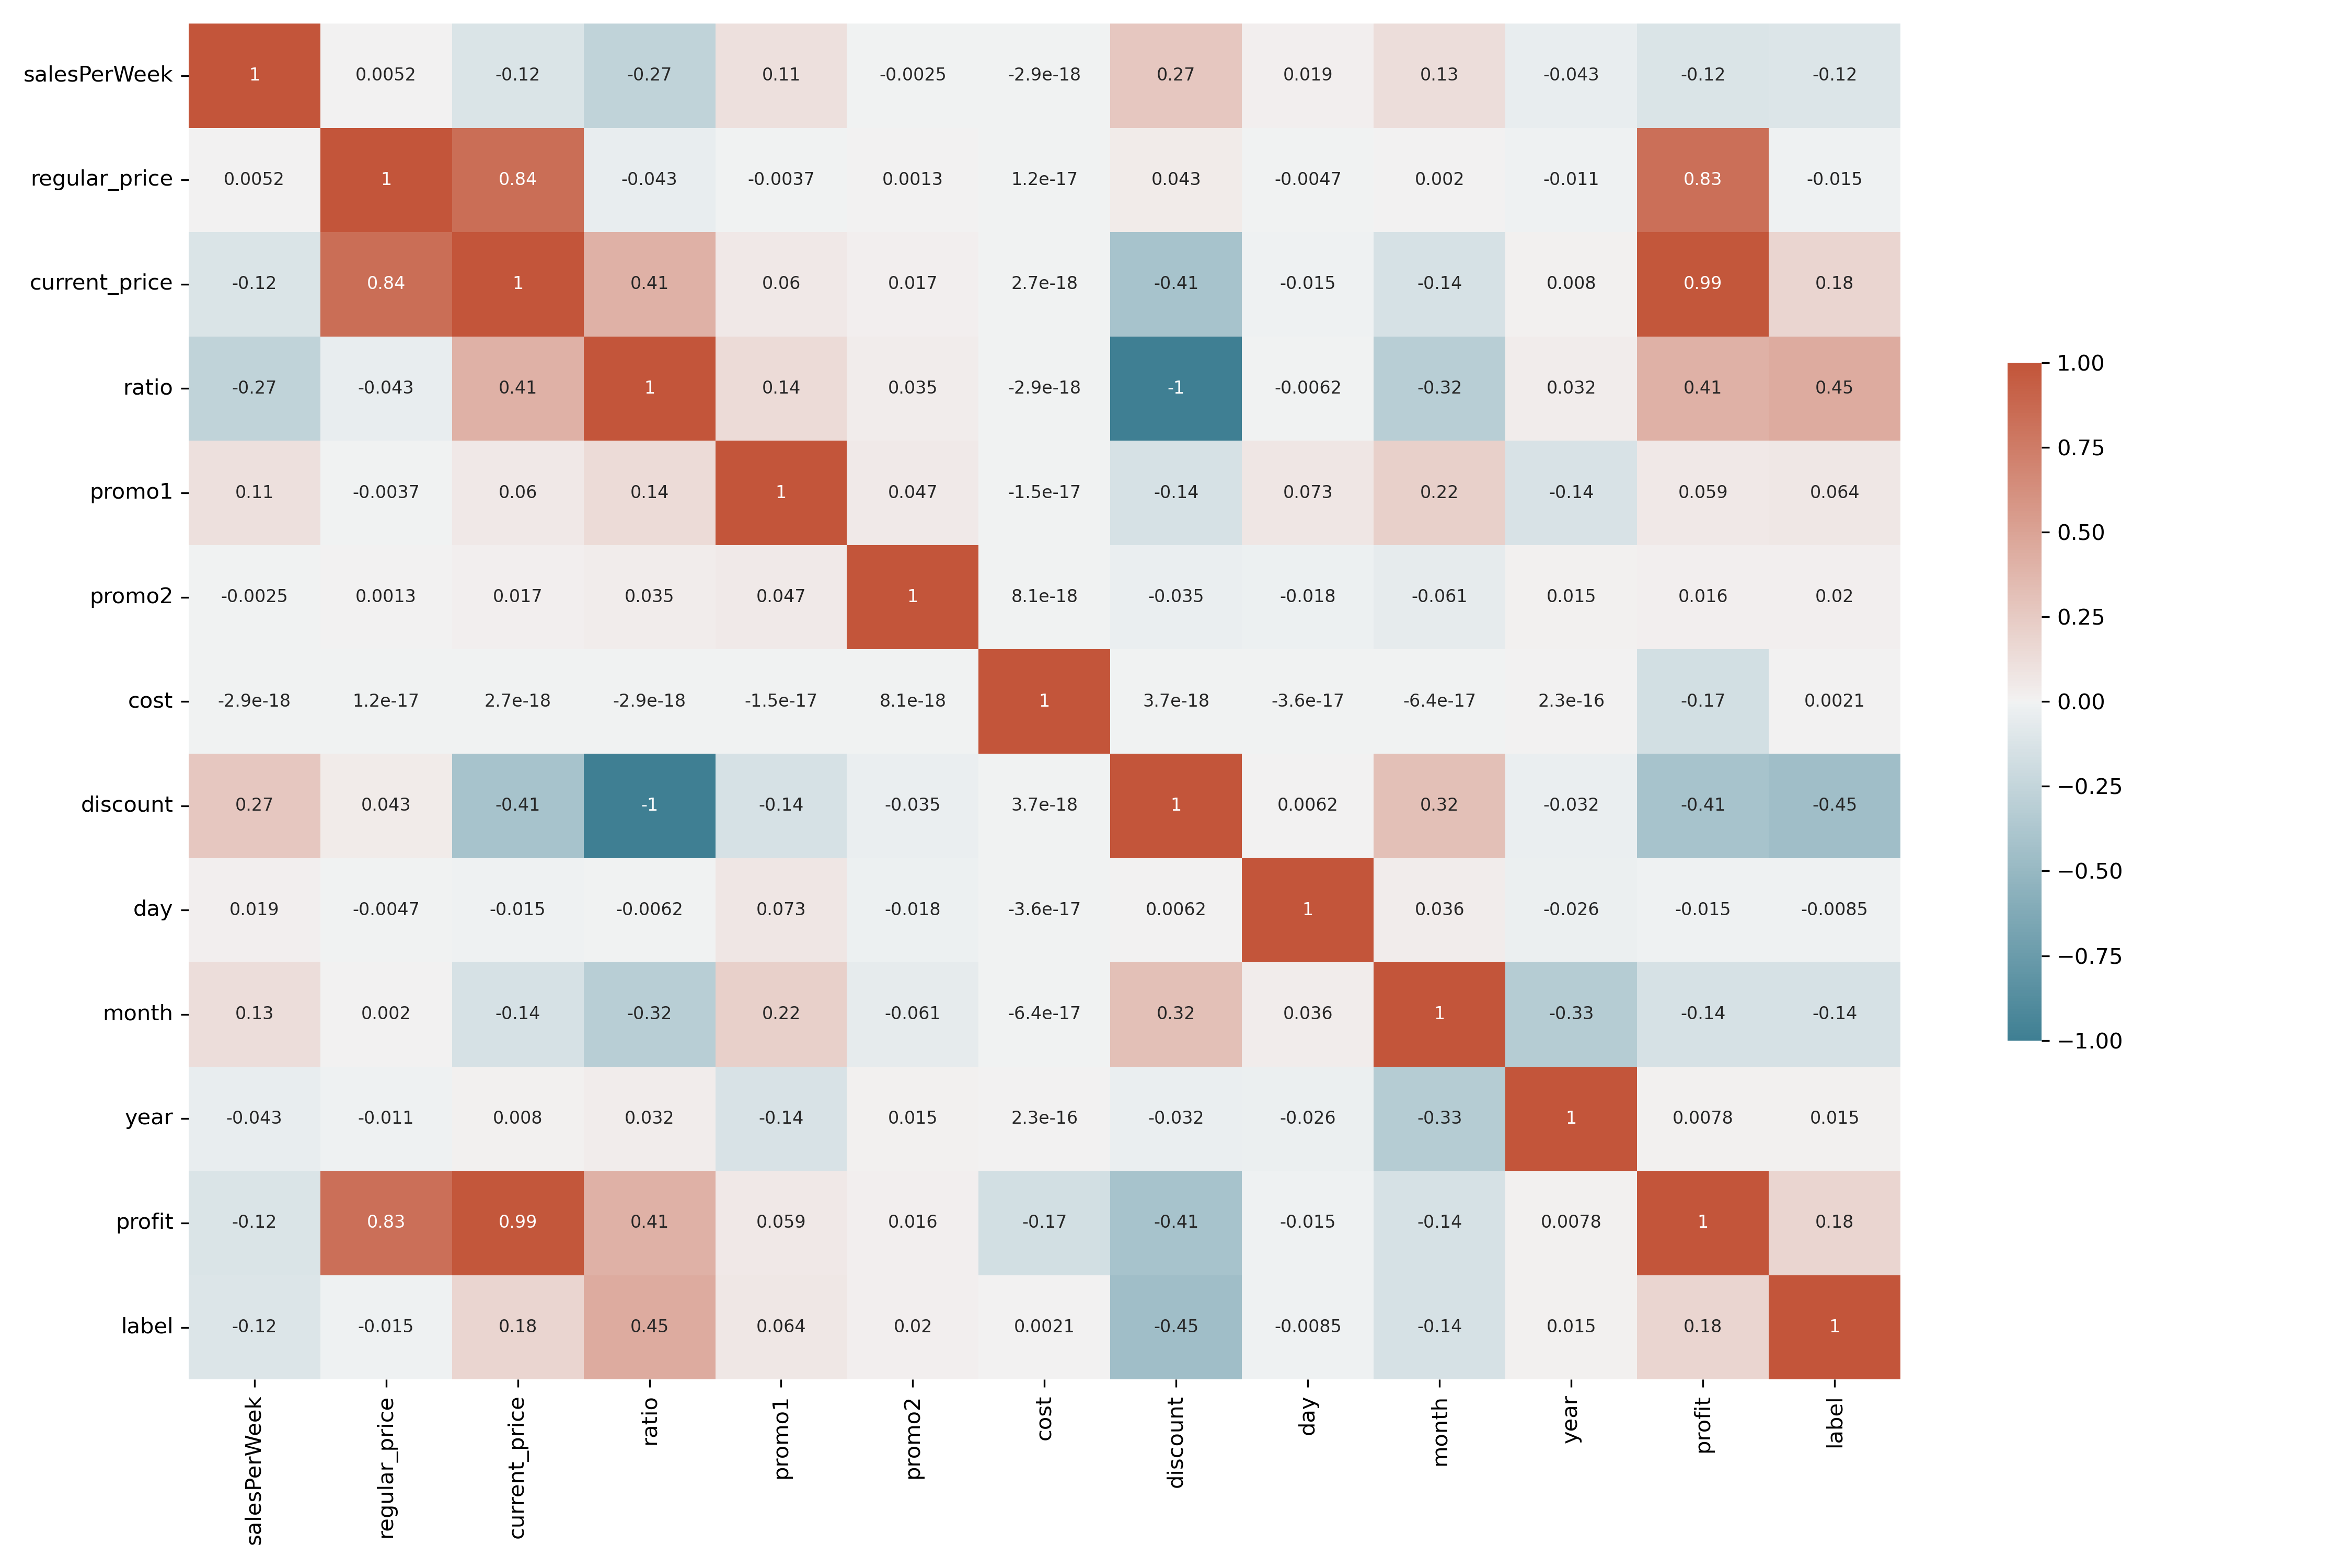 salesPerWeek 1 0.0052 -0.12 -0.27 0.11 -0.0025 -2.9e-18 0.27 0.019 0.13 -0.043 -0.12 -0.12
regular_price 0.0052 1 0.84 -0.043 -0.0037 0.0013 1.2e-17 0.043 -0.0047 0.002 -0.011 0.83 -0.015
current_price -0.12 0.84 1 0.41 0.06 0.017 2.7e-18 -0.41 -0.015 -0.14 0.008 0.99 0.18
ratio -0.27 -0.043 0.41 1 0.14 0.035 -2.9e-18 -1 -0.0062 -0.32 0.032 0.41 0.45
promo1 0.11 -0.0037 0.06 0.14 1 0.047 -1.5e-17 -0.14 0.073 0.22 -0.14 0.059 0.064
promo2 -0.0025 0.0013 0.017 0.035 0.047 1 8.1e-18 -0.035 -0.018 -0.061 0.015 0.016 0.02
cost -2.9e-18 1.2e-17 2.7e-18 -2.9e-18 -1.5e-17 8.1e-18 1 3.7e-18 -3.6e-17 -6.4e-17 2.3e-16 -0.17 0.0021
discount 0.27 0.043 -0.41 -1 -0.14 -0.035 3.7e-18 1 0.0062 0.32 -0.032 -0.41 -0.45
day 0.019 -0.0047 -0.015 -0.0062 0.073 -0.018 -3.6e-17 0.0062 1 0.036 -0.026 -0.015 -0.0085
month 0.13 0.002 -0.14 -0.32 0.22 -0.061 -6.4e-17 0.32 0.036 1 -0.33 -0.14 -0.14
year -0.043 -0.011 0.008 0.032 -0.14 0.015 2.3e-16 -0.032 -0.026 -0.33 1 0.0078 0.015
profit -0.12 0.83 0.99 0.41 0.059 0.016 -0.17 -0.41 -0.015 -0.14 0.0078 1 0.18
label -0.12 -0.015 0.18 0.45 0.064 0.02 0.0021 -0.45 -0.0085 -0.14 0.015 0.18 1
salesPerWeek regular_price current_price ratio promo1 promo2 cost discount day month year profit label
1.00
0.75
0.50
0.25
0.00
−0.25
−0.50
−0.75
−1.00